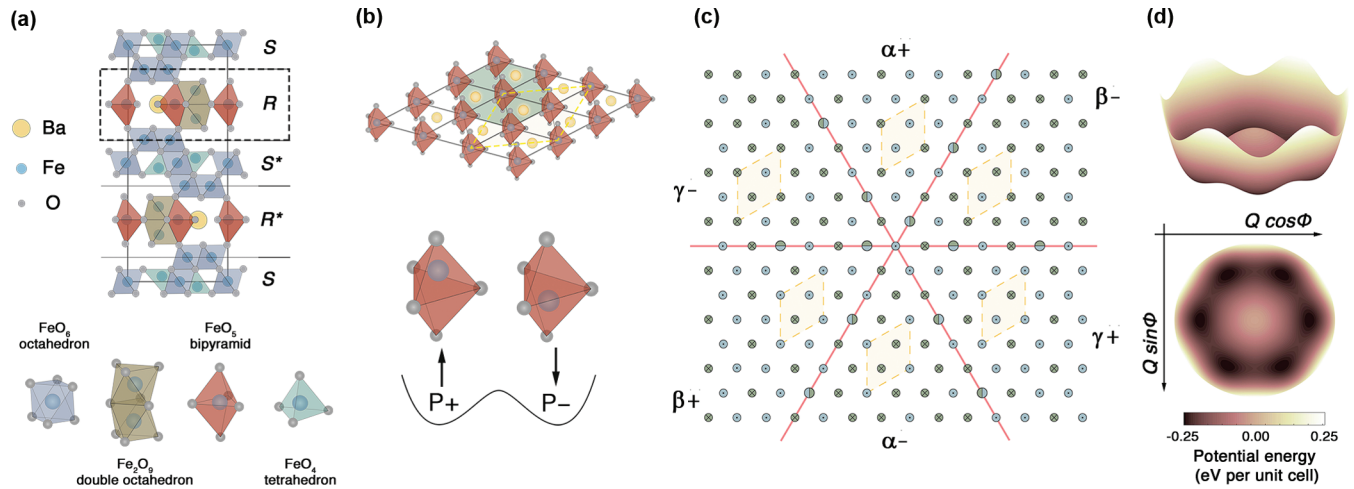 (a)
S
R
S*
R*
S
Ba
Fe
O
FeO6
octahedron
FeO5
bipyramid
Fe2O9
double octahedron
FeO4
tetrahedron
(b)
P+
P−
(c)
α+
β−
γ−
γ+
β+
α−
(d)
Q cosΦ
Q sinΦ
-0.25
0.00
0.25
Potential energy
(eV per unit cell)